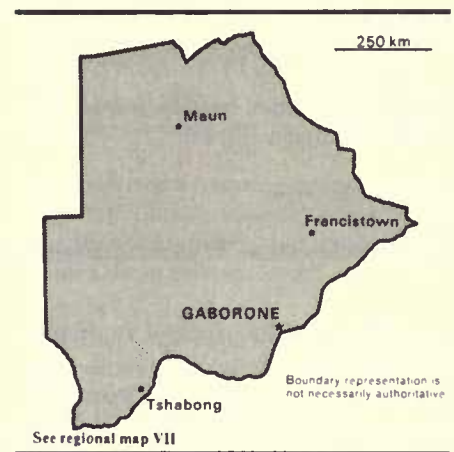 250 km
Maun
Francistown
GABORONE
Boundary representation is
not necessarily authoritative
Tshabong
See regional map VII